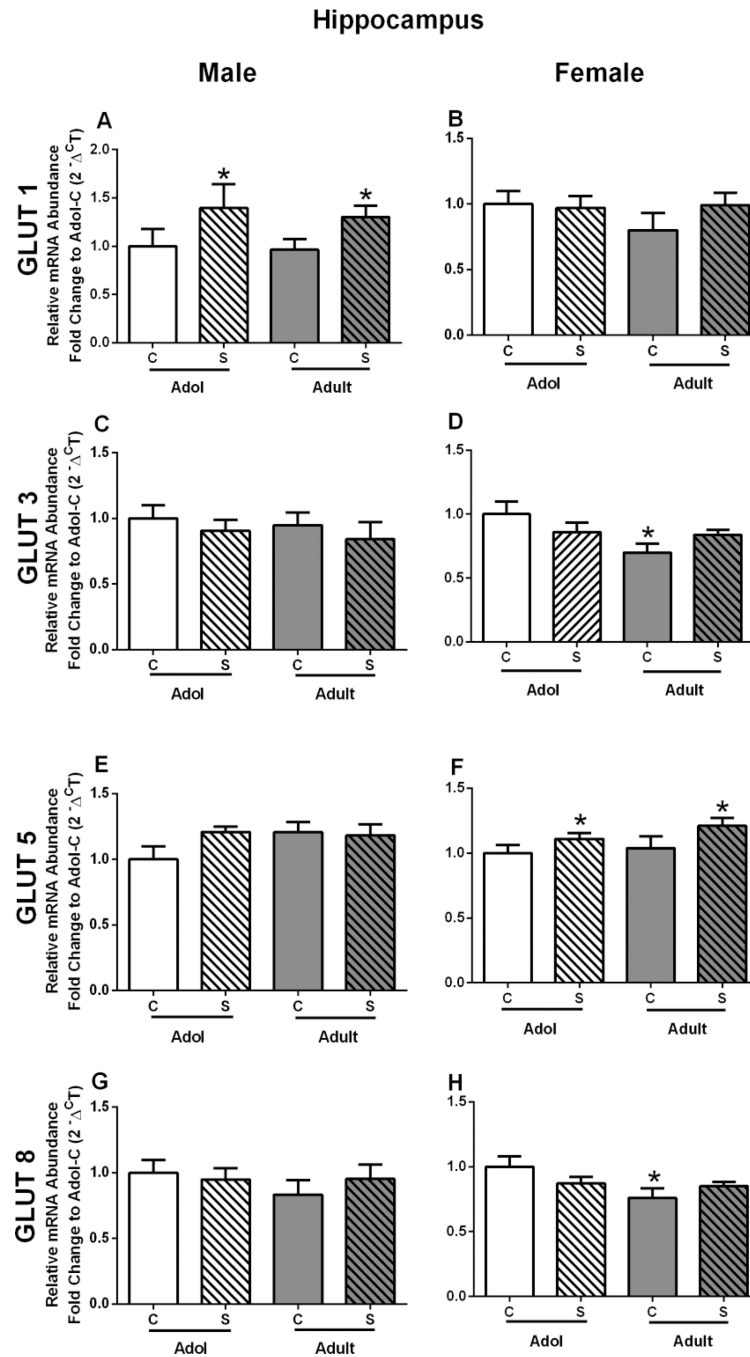 Hippocampus
Male
Female
GLUT 1
Relative mRNA Abundance
Fold Change to Adol-C (2 -ΔCT)
A
2.0
1.5
1.0
0.5
0.0
*
*
C
S
C
S
Adol
Adult
B
1.5
1.0
0.5
0.0
C
S
C
S
Adol
Adult
GLUT 3
Relative mRNA Abundance
Fold Change to Adol-C (2 -ΔCT)
C
1.5
1.0
0.5
0.0
C
S
C
S
Adol
Adult
D
1.5
1.0
0.5
0.0
*
C
S
C
S
Adol
Adult
GLUT 5
Relative mRNA Abundance
Fold Change to Adol-C (2 -ΔCT)
E
1.5
1.0
0.5
0.0
C
S
C
S
Adol
Adult
F
1.5
1.0
0.5
0.0
*
*
C
S
C
S
Adol
Adult
GLUT 8
Relative mRNA Abundance
Fold Change to Adol-C (2 -ΔCT)
G
1.5
1.0
0.5
0.0
C
S
C
S
Adol
Adult
H
1.5
1.0
0.5
0.0
*
C
S
C
S
Adol
Adult